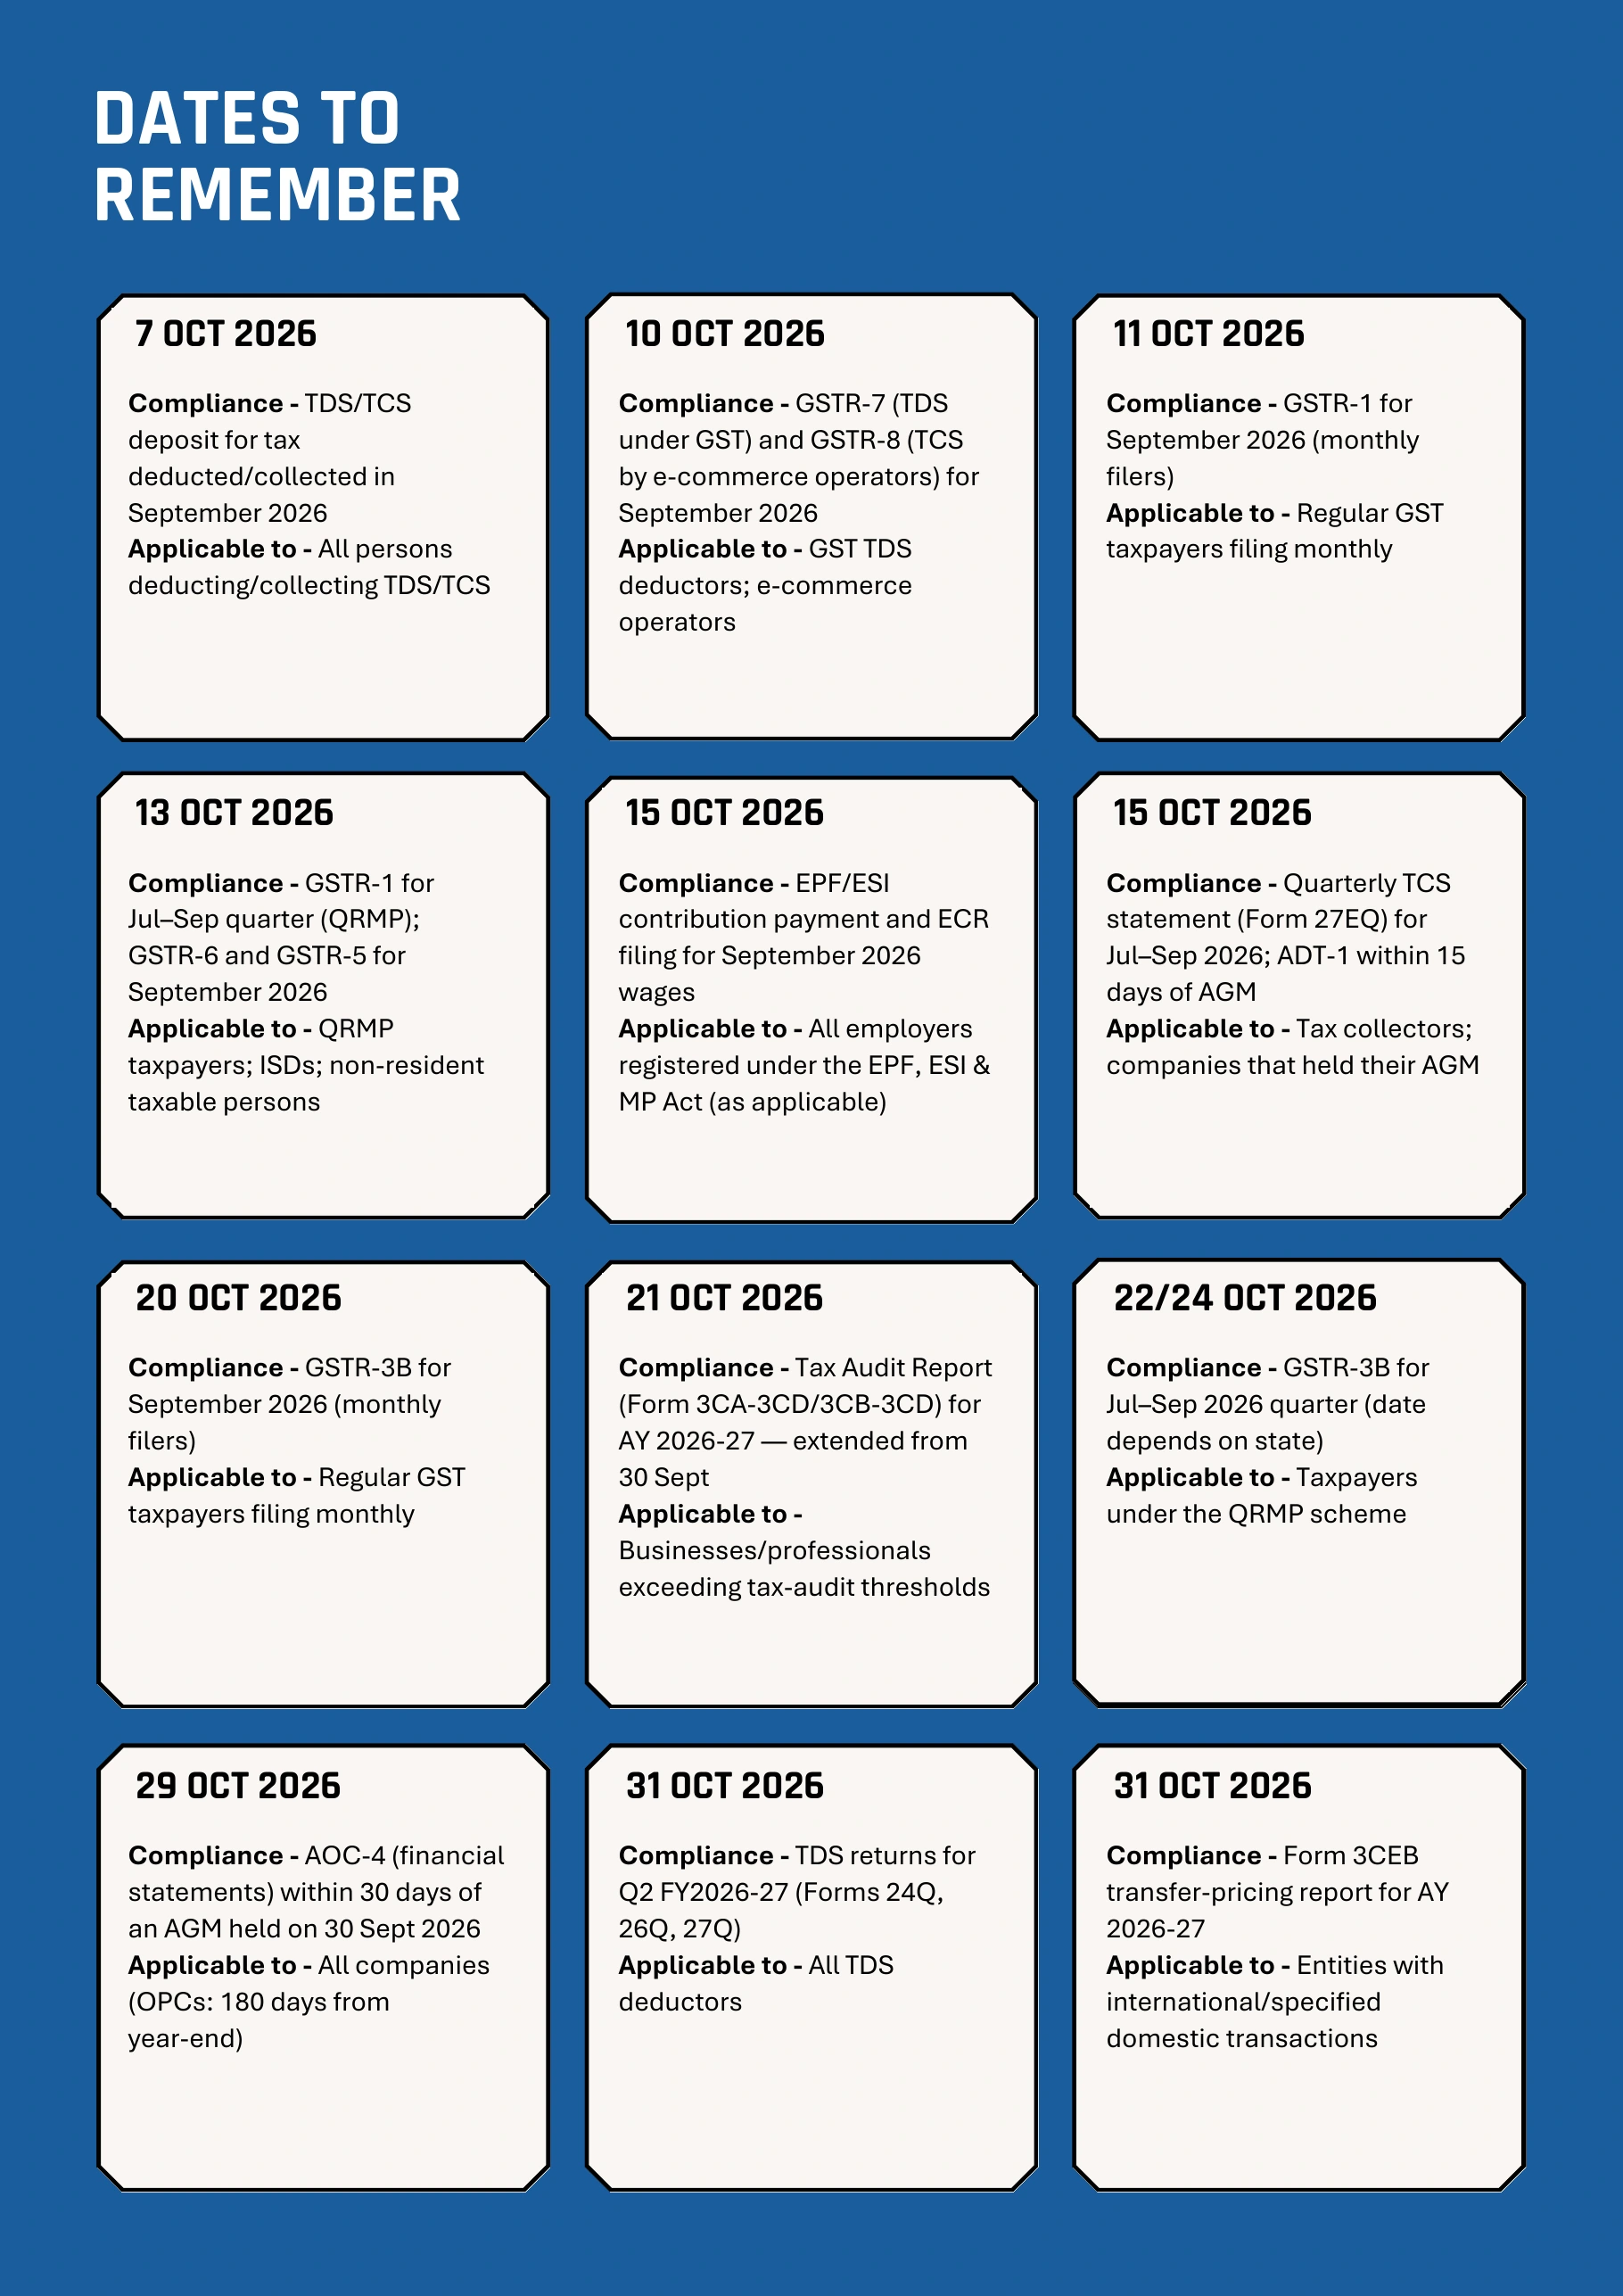 DATES TO
REMEMBER
7 OCT 2026
Compliance - TDS/TCS
deposit for tax
deducted/collected in
September 2026
Applicable to - All persons
deducting/collecting TDS/TCS
10 OCT 2026
Compliance - GSTR-7 (TDS
under GST) and GSTR-8 (TCS
by e-commerce operators) for
September 2026
Applicable to - GST TDS
deductors; e-commerce
operators
11 OCT 2026
Compliance - GSTR-1 for
September 2026 (monthly
filers)
Applicable to - Regular GST
taxpayers filing monthly
13 OCT 2026
Compliance - GSTR-1 for
Jul–Sep quarter (QRMP);
GSTR-6 and GSTR-5 for
September 2026
Applicable to - QRMP
taxpayers; ISDs; non-resident
taxable persons
15 OCT 2026
Compliance - EPF/ESI
contribution payment and ECR
filing for September 2026
wages
Applicable to - All employers
registered under the EPF, ESI &
MP Act (as applicable)
15 OCT 2026
Compliance - Quarterly TCS
statement (Form 27EQ) for
Jul–Sep 2026; ADT-1 within 15
days of AGM
Applicable to - Tax collectors;
companies that held their AGM
20 OCT 2026
Compliance - GSTR-3B for
September 2026 (monthly
filers)
Applicable to - Regular GST
taxpayers filing monthly
21 OCT 2026
Compliance - Tax Audit Report
(Form 3CA-3CD/3CB-3CD) for
AY 2026-27 — extended from
30 Sept
Applicable to -
Businesses/professionals
exceeding tax-audit thresholds
22/24 OCT 2026
Compliance - GSTR-3B for
Jul–Sep 2026 quarter (date
depends on state)
Applicable to - Taxpayers
under the QRMP scheme
29 OCT 2026
Compliance - AOC-4 (financial
statements) within 30 days of
an AGM held on 30 Sept 2026
Applicable to - All companies
(OPCs: 180 days from
year-end)
31 OCT 2026
Compliance - TDS returns for
Q2 FY2026-27 (Forms 24Q,
26Q, 27Q)
Applicable to - All TDS
deductors
31 OCT 2026
Compliance - Form 3CEB
transfer-pricing report for AY
2026-27
Applicable to - Entities with
international/specified
domestic transactions